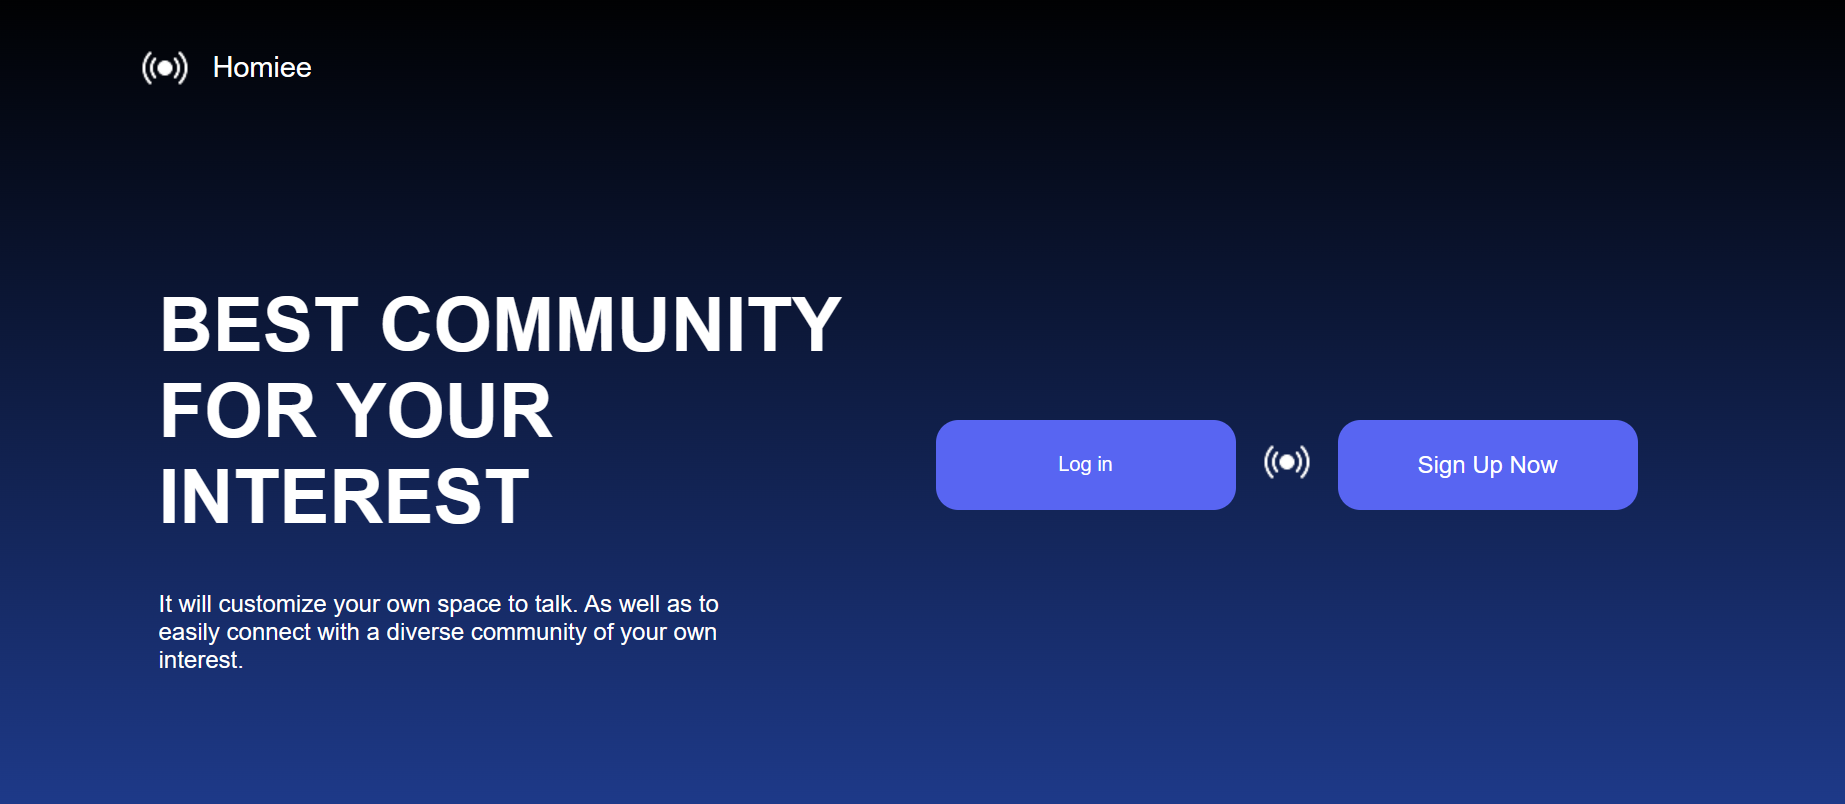 Homiee
BEST COMMUNITY
FOR YOUR
INTEREST
It will customize your own space to talk. As well as to
easily connect with a diverse community of your own
interest.
Log in
Sign Up Now